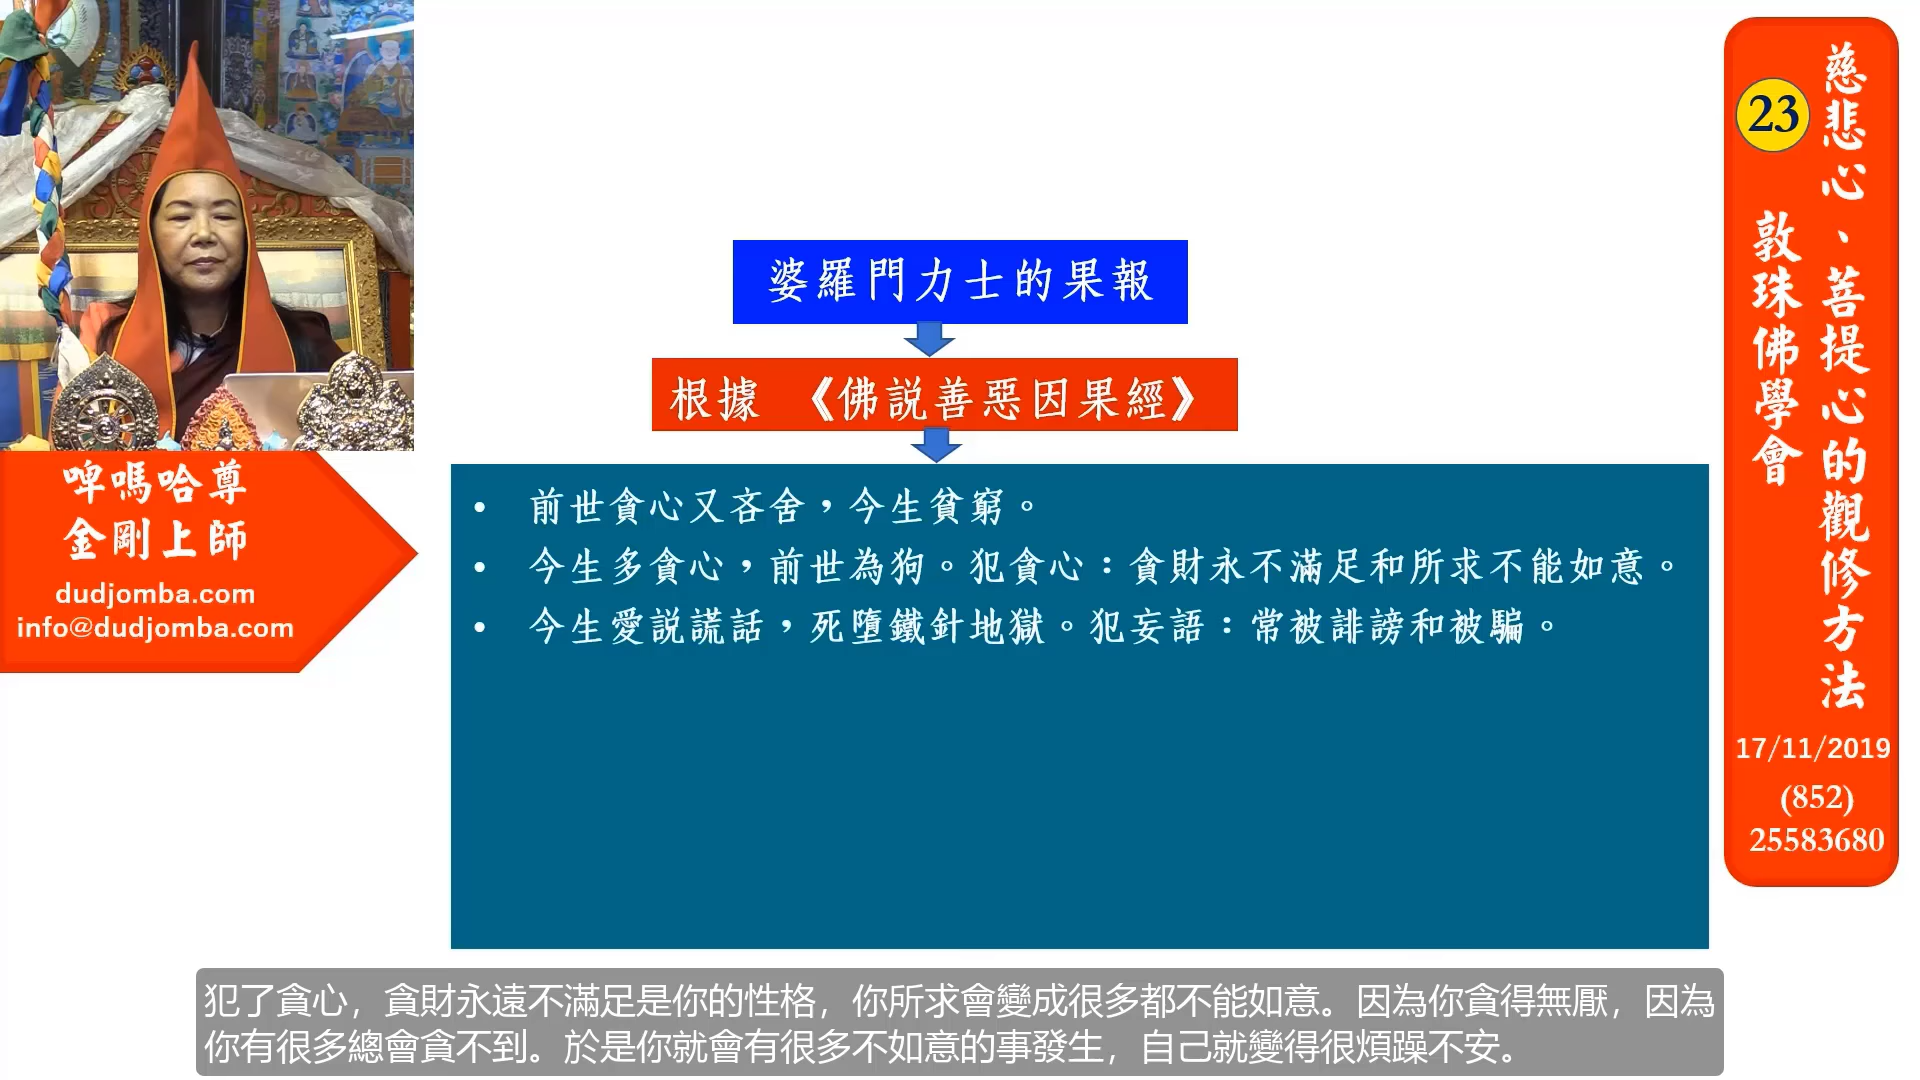 婆羅門力士的果報
根據 《佛説善惡因果經》
• 前世貪心又吝舍，今生貧窮。
• 今生多貪心，前世為狗。犯貪心：貪財永不滿足和所求不能如意。
• 今生愛説謊話，死墮鐵針地獄。犯妄語：常被誹謗和被騙。
啤嗎哈尊
金剛上師
dudjomba.com
info@dudjomba.com
慈悲心、菩提心的觀修方法
23
敦珠佛學會
17/11/2019
(852)
25583680
犯了貪心，貪財永遠不滿足是你的性格，你所求會變成很多都不能如意。因為你貪得無厭，因為
你有很多總會貪不到。於是你就會有很多不如意的事發生，自己就變得很煩躁不安。